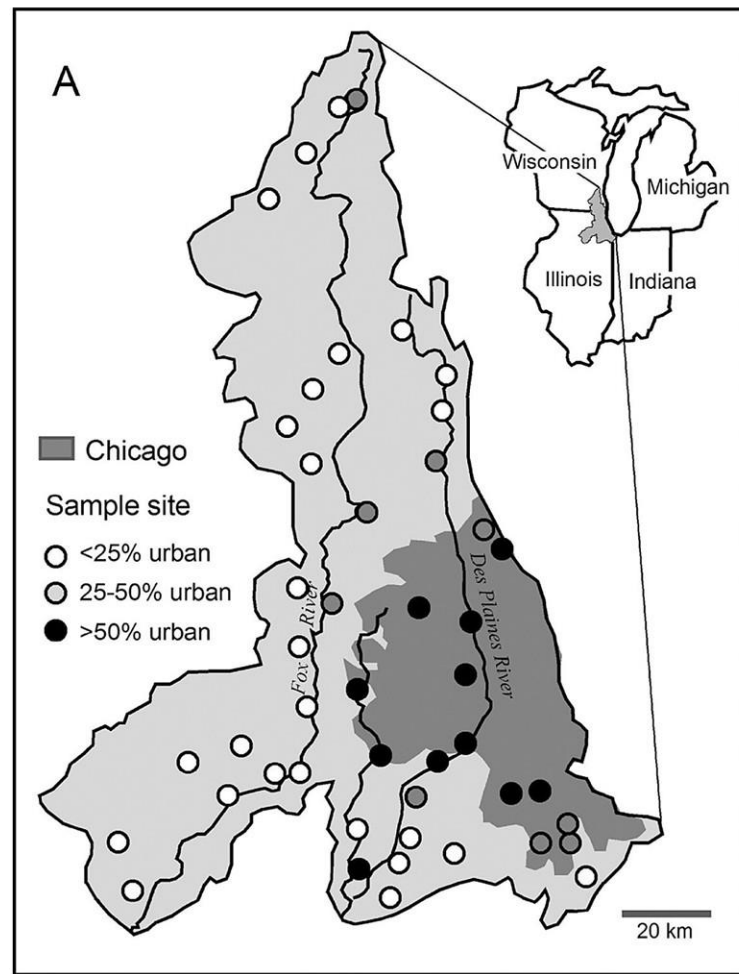 A
Wisconsin
Michigan
Illinois
Indiana
Chicago
Sample site
<25% urban
25-50% urban
>50% urban
Fox River
Des Plaines River
20 km